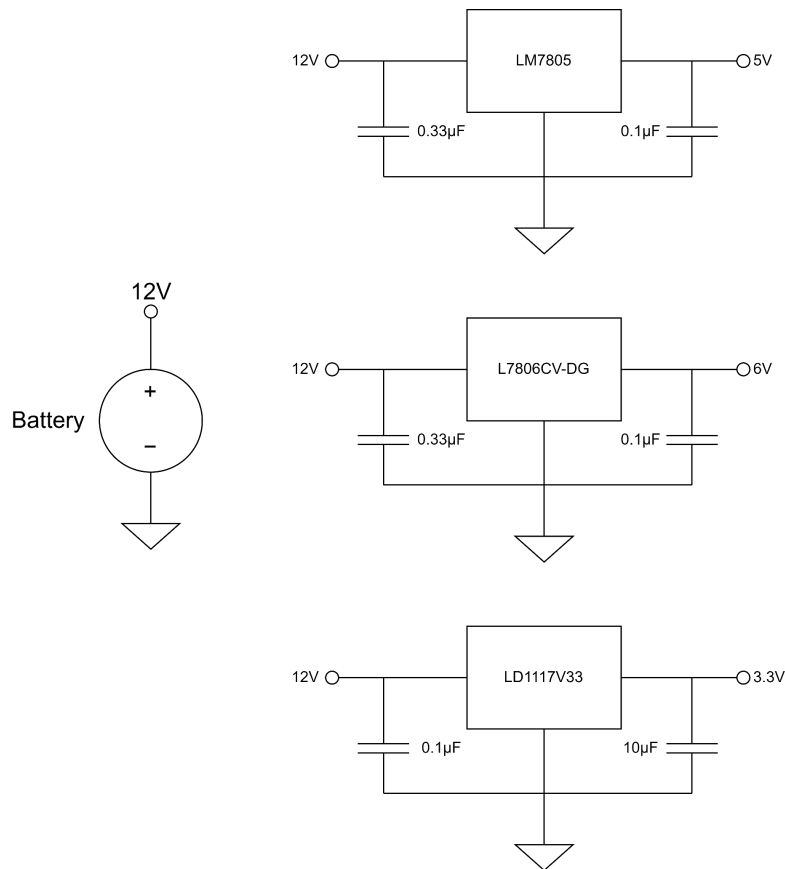 12V
LM7805
5V
0.33µF
0.1µF
12V
+
Battery
−
12V
L7806CV-DG
6V
0.33µF
0.1µF
12V
LD1117V33
3.3V
0.1µF
10µF